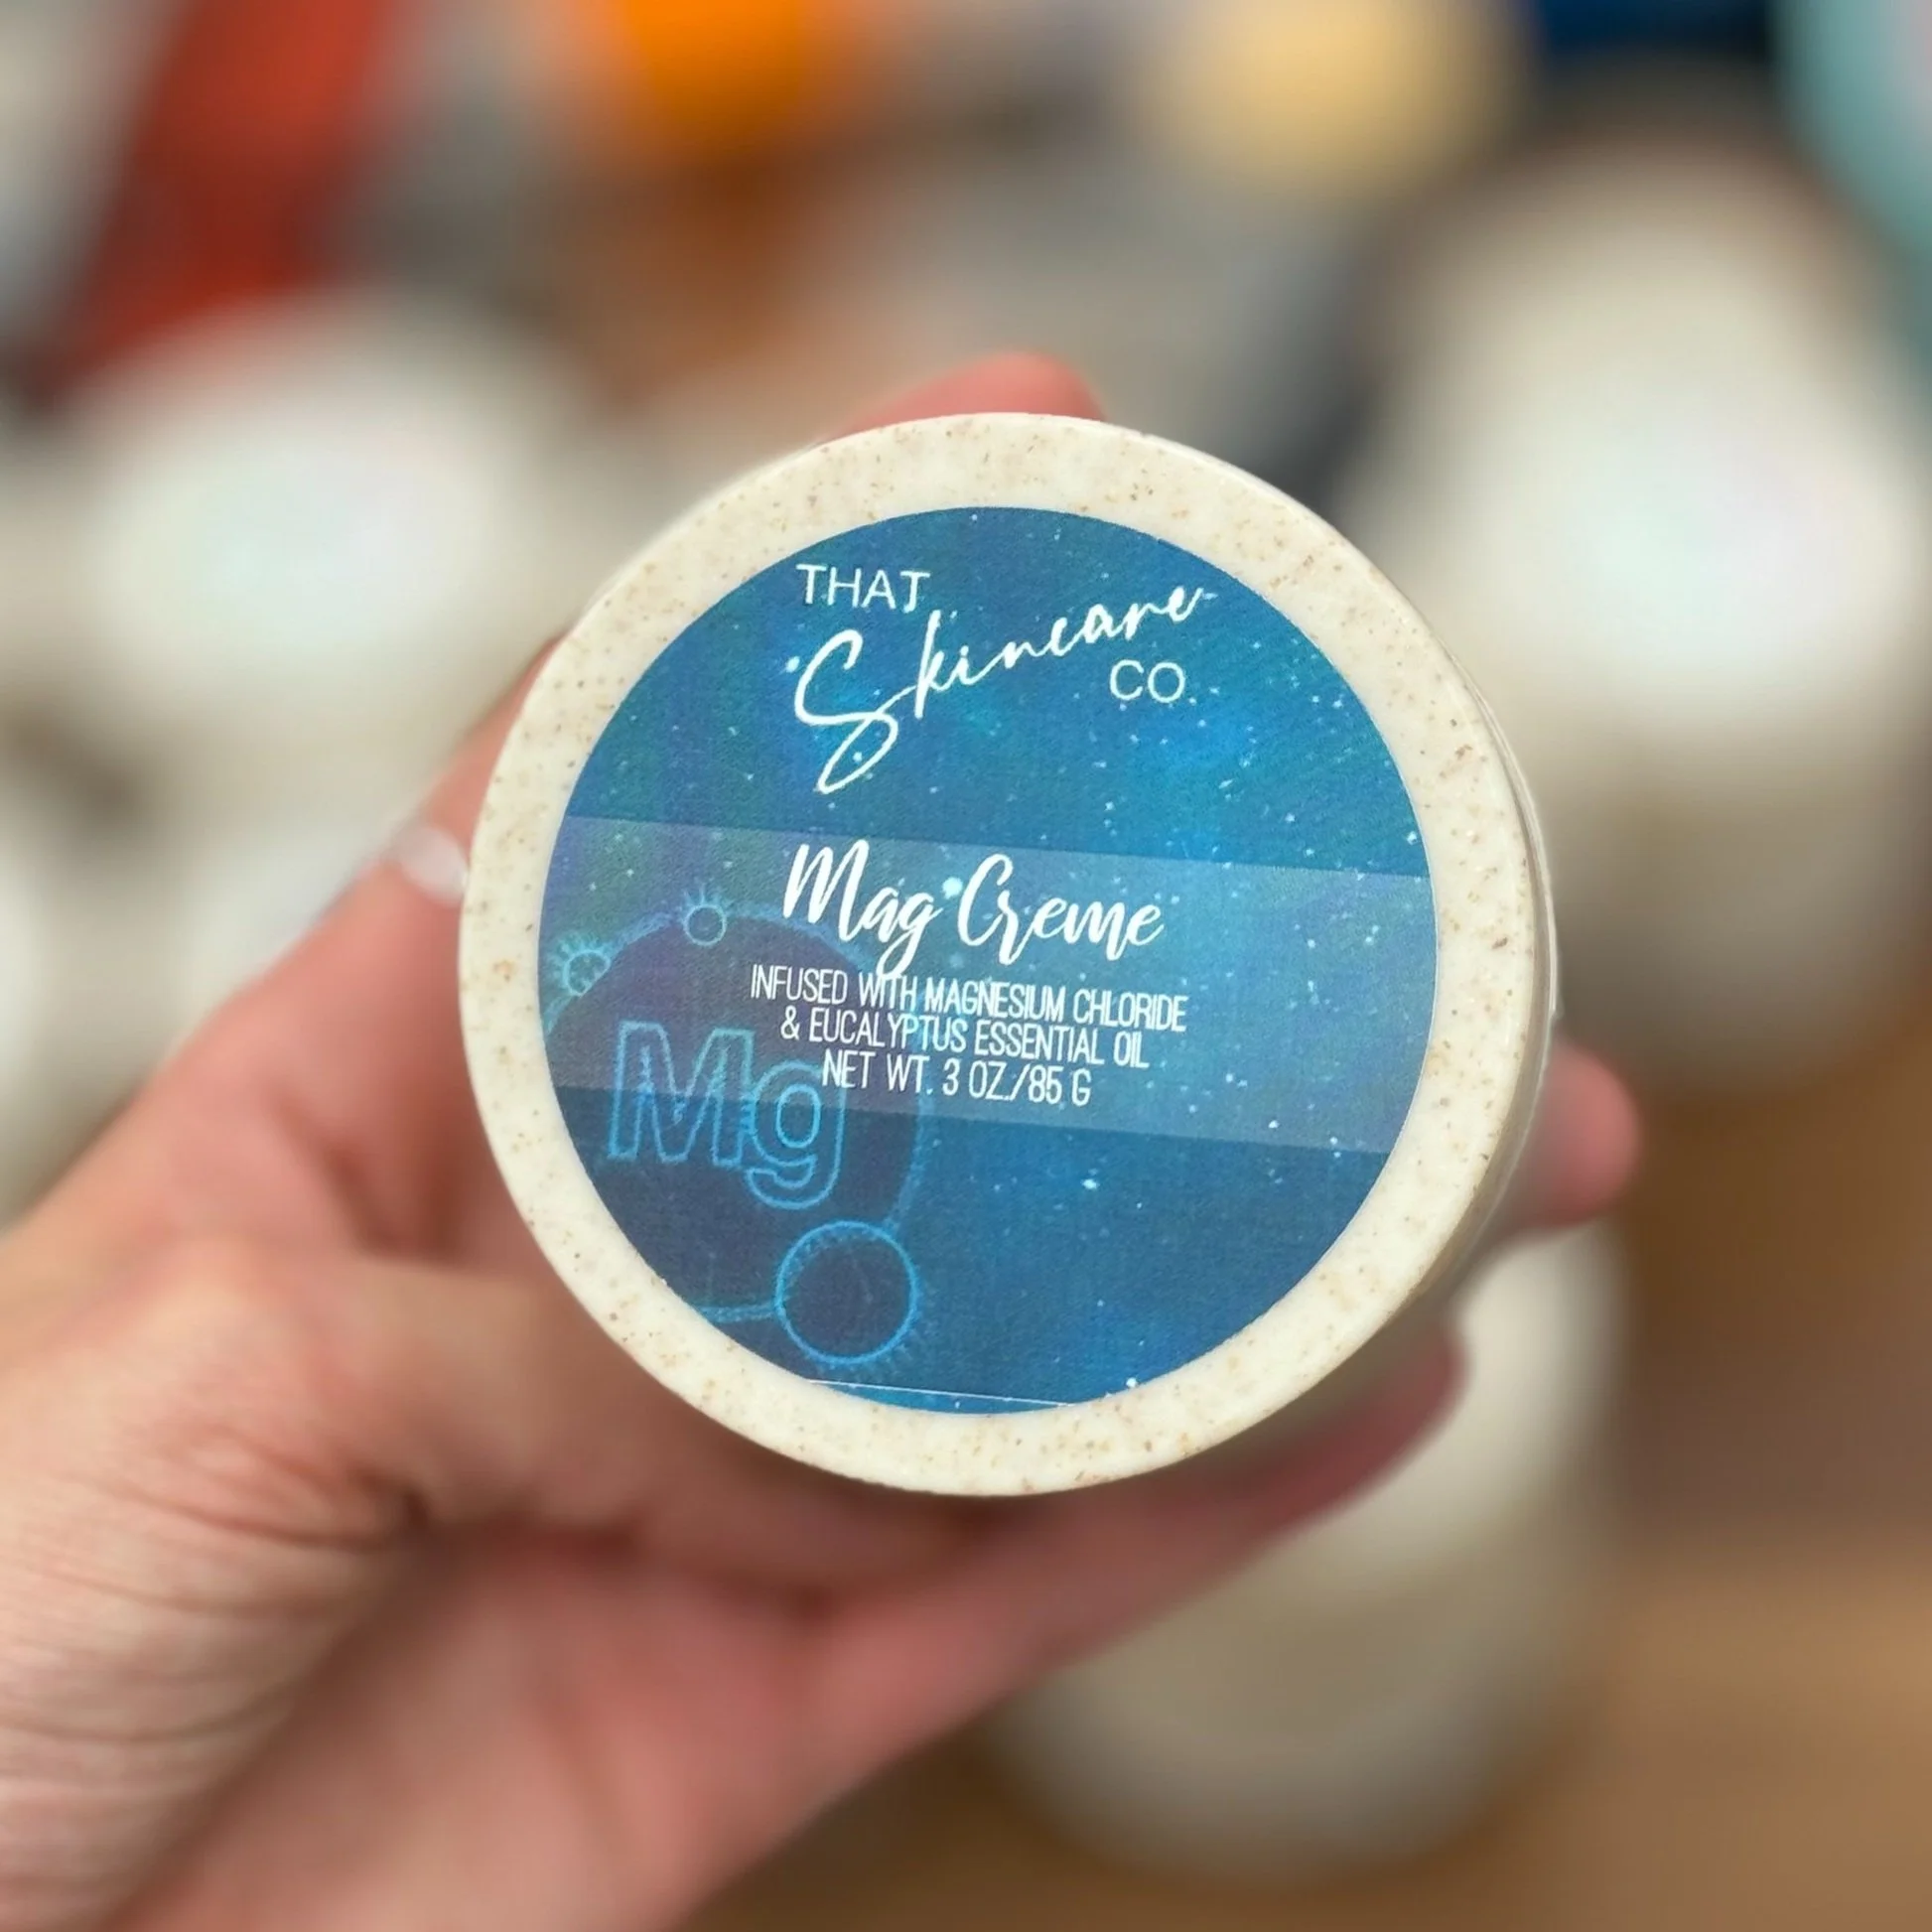 THAT
Skincare
CO.
Mag Creme
INFUSED WITH MAGNESIUM CHLORIDE
& EUCALYPTUS ESSENTIAL OIL
NET WT. 3 OZ./85 G
Mg